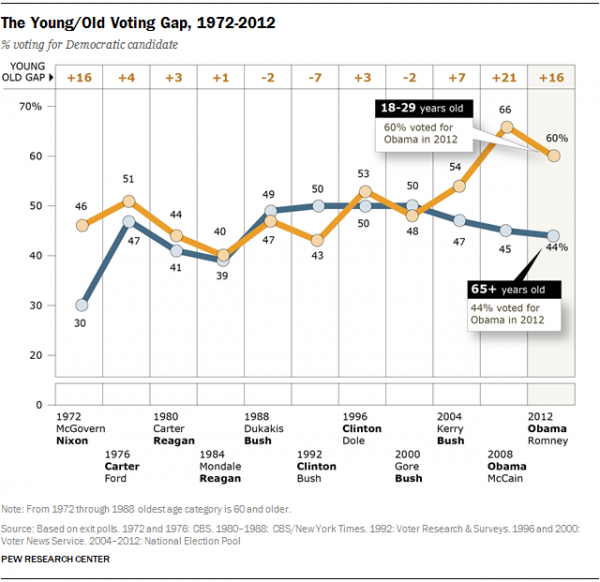 The Young/Old Voting Gap, 1972-2012
% voting for Democratic candidate
YOUNG
OLD GAP
+16 +4 +3 +1 -2 -7 +3 -2 +7 +21 +16
70%
60
50
40
30
20
0
18-29 years old
60% voted for
Obama in 2012
46 51 44 40 47 43 53 48 54 66 60%
30 47 41 39 49 50 50 50 47 45 44%
65+ years old
44% voted for
Obama in 2012
1972
McGovern
Nixon
1976
Carter
Ford
1980
Carter
Reagan
1984
Mondale
Reagan
1988
Dukakis
Bush
1992
Clinton
Bush
1996
Clinton
Dole
2000
Gore
Bush
2004
Kerry
Bush
2008
Obama
McCain
2012
Obama
Romney
Note: From 1972 through 1988 oldest age category is 60 and older.
Source: Based on exit polls. 1972 and 1976: CBS. 1980-1988: CBS/New York Times. 1992: Voter Research & Surveys. 1996 and 2000:
Voter News Service. 2004-2012: National Election Pool
PEW RESEARCH CENTER